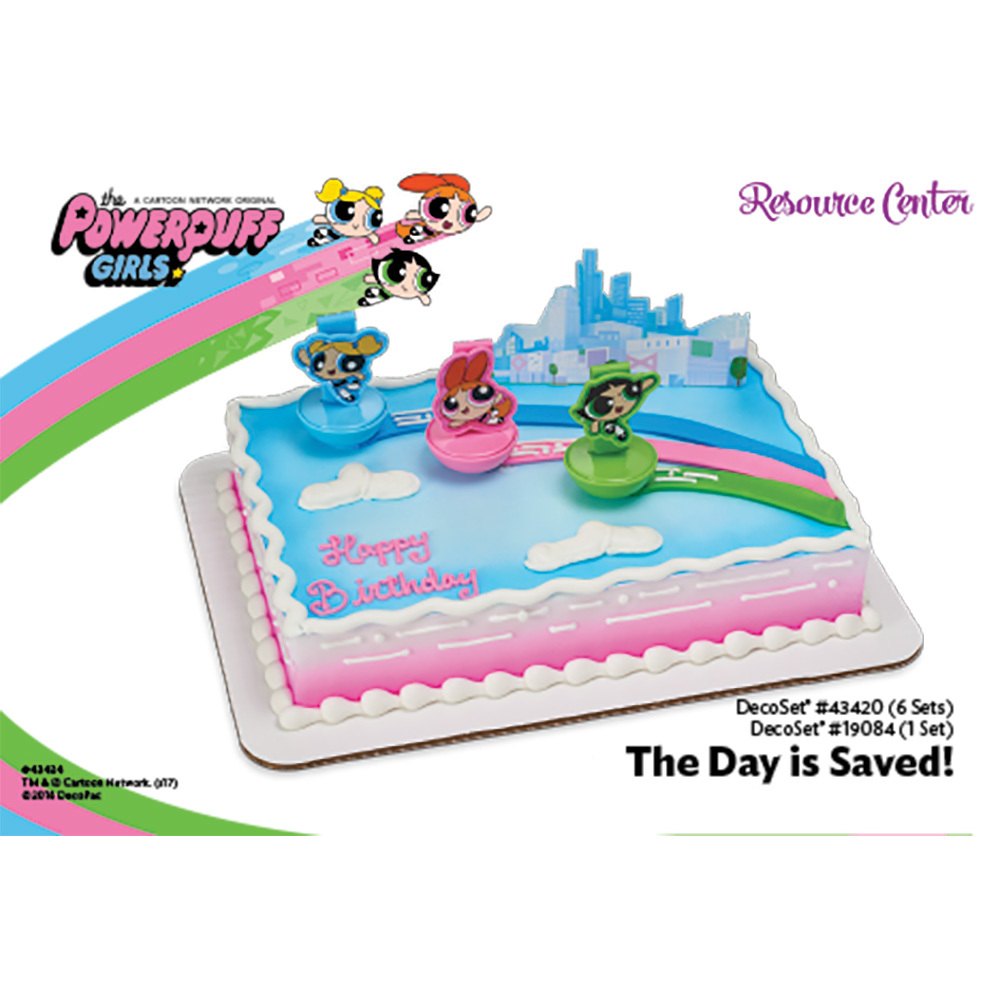 the
A CARTOON NETWORK ORIGINAL
POWERPUFF
GIRLS
Resource Center
Happy
Birthday
DecoSet® #43420 (6 Sets)
DecoSet® #19084 (1 Set)
The Day is Saved!
#43424
TM & © Cartoon Network. (s17)
©2016 DecoPac